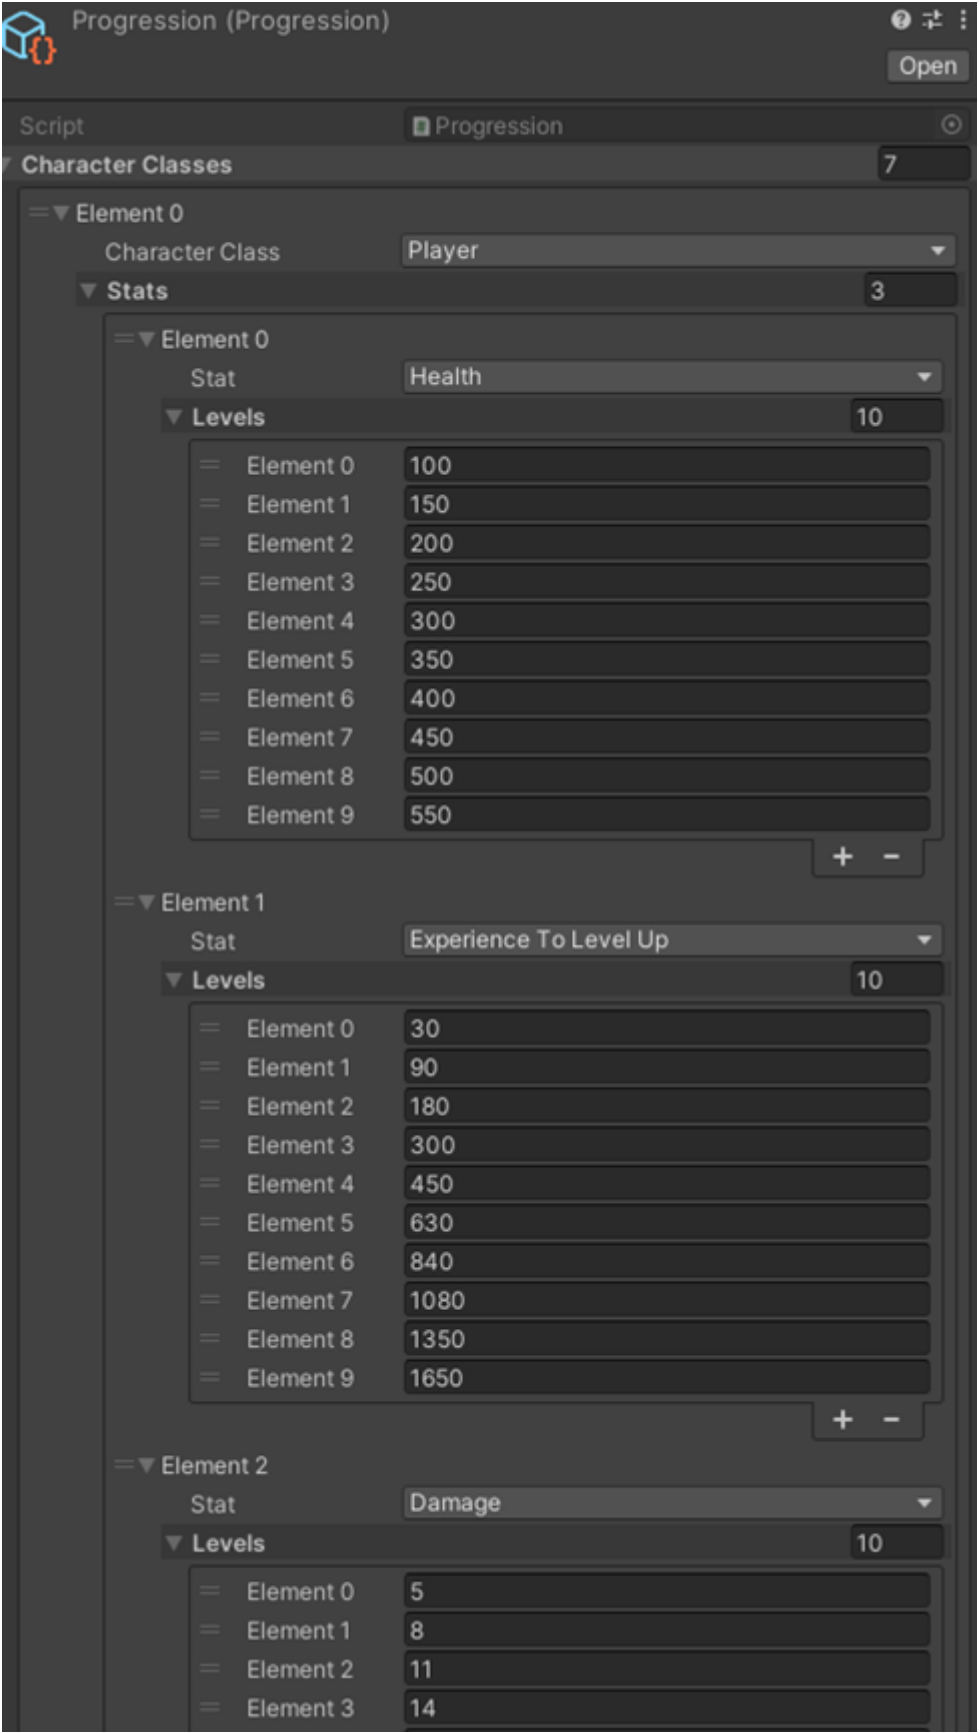 Progression (Progression)
Open
Script Progression
Character Classes 7
Element 0
Character Class Player
Stats 3
Element 0
Stat Health
Levels 10
Element 0 100
Element 1 150
Element 2 200
Element 3 250
Element 4 300
Element 5 350
Element 6 400
Element 7 450
Element 8 500
Element 9 550
+ -
Element 1
Stat Experience To Level Up
Levels 10
Element 0 30
Element 1 90
Element 2 180
Element 3 300
Element 4 450
Element 5 630
Element 6 840
Element 7 1080
Element 8 1350
Element 9 1650
+ -
Element 2
Stat Damage
Levels 10
Element 0 5
Element 1 8
Element 2 11
Element 3 14